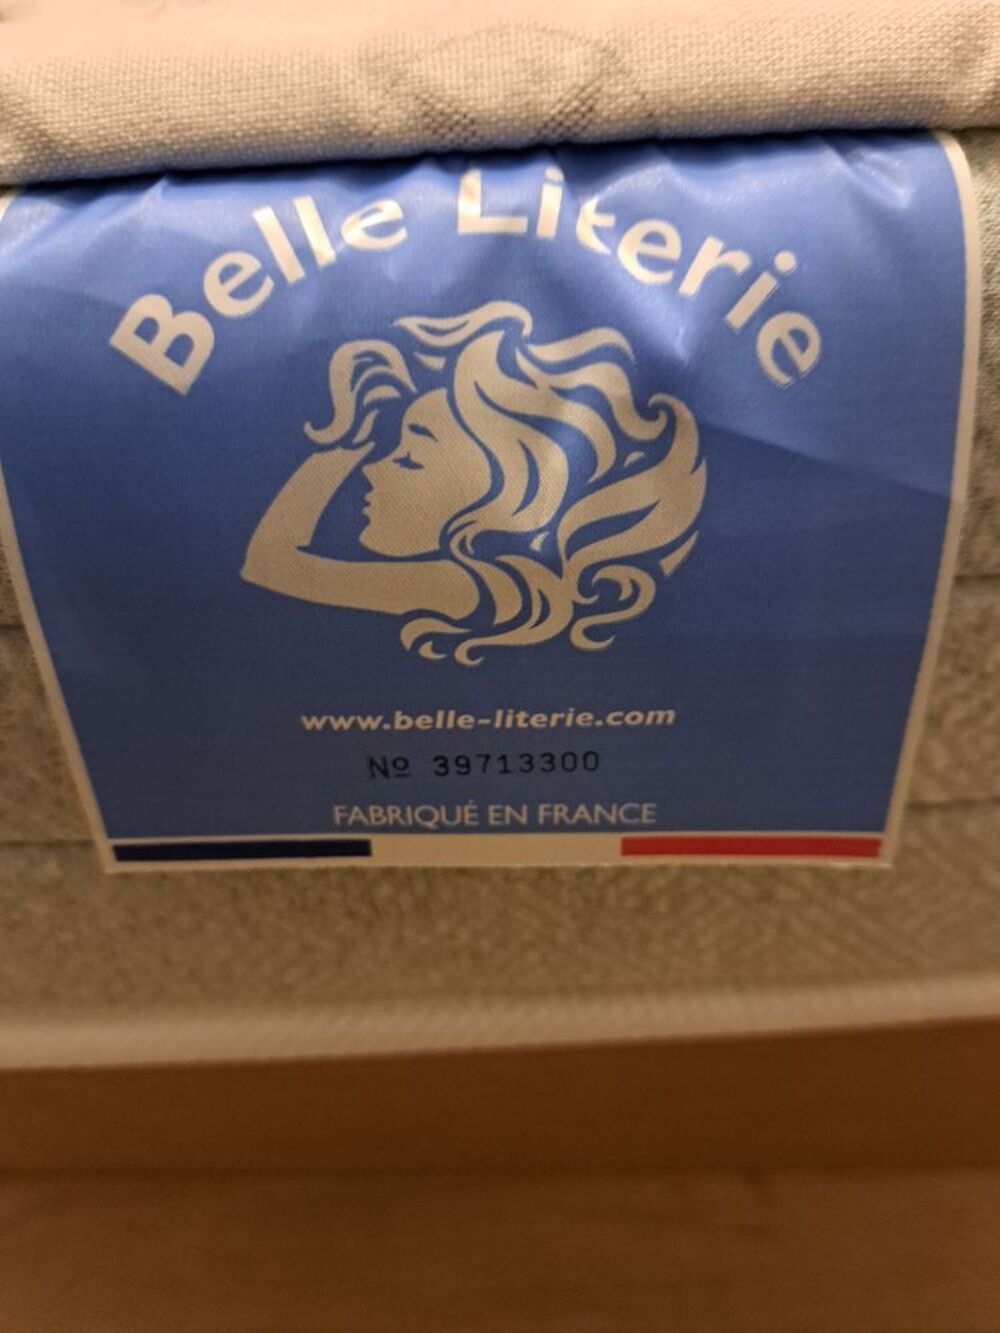 Belle Literie
www.belle-literie.com
Nº 39713300
FABRIQUÉ EN FRANCE